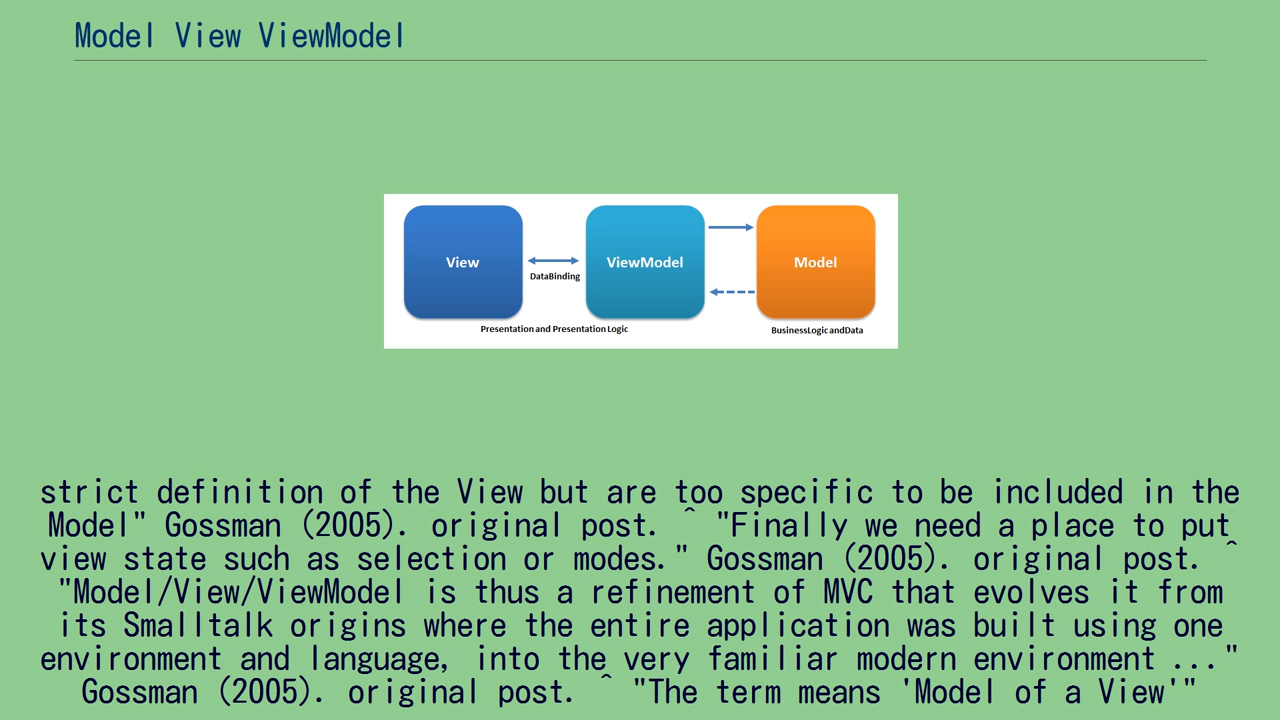 Model View ViewModel
View
ViewModel
Model
DataBinding
Presentation and Presentation Logic
BusinessLogicandData
strict definition of the View but are too specific to be included in the
Model" Gossman (2005). original post. ^ "Finally we need a place to put
view state such as selection or modes." Gossman (2005). original post. ^
"Model/View/ViewModel is thus a refinement of MVC that evolves it from
its Smalltalk origins where the entire application was built using one
environment and language, into the very familiar modern environment ..."
Gossman (2005). original post. ^ "The term means 'Model of a View'"